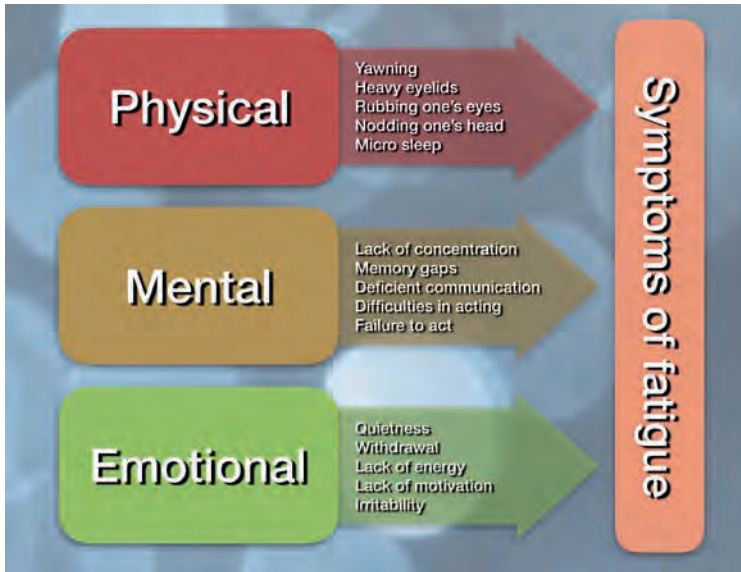 Physical
Yawning
Heavy eyelids
Rubbing one's eyes
Nodding one's head
Micro sleep
Mental
Lack of concentration
Memory gaps
Deficient communication
Difficulties in acting
Failure to act
Emotional
Quietness
Withdrawal
Lack of energy
Lack of motivation
Irritability
Symptoms of fatigue